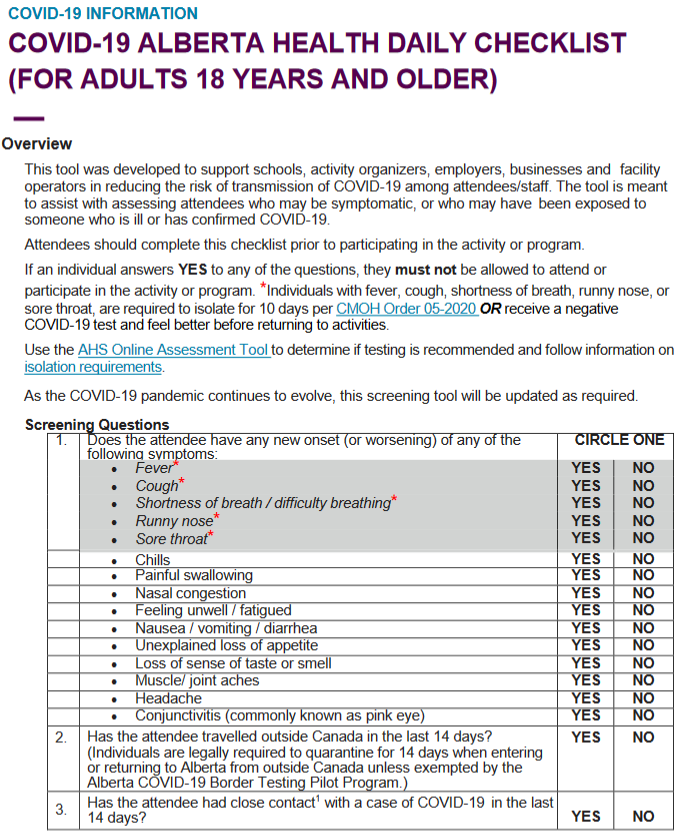 COVID-19 INFORMATION
COVID-19 ALBERTA HEALTH DAILY CHECKLIST
(FOR ADULTS 18 YEARS AND OLDER)
Overview
This tool was developed to support schools, activity organizers, employers, businesses and facility
operators in reducing the risk of transmission of COVID-19 among attendees/staff. The tool is meant
to assist with assessing attendees who may be symptomatic, or who may have been exposed to
someone who is ill or has confirmed COVID-19.
Attendees should complete this checklist prior to participating in the activity or program.
If an individual answers YES to any of the questions, they must not be allowed to attend or
participate in the activity or program. *Individuals with fever, cough, shortness of breath, runny nose, or
sore throat, are required to isolate for 10 days per CMOH Order 05-2020 OR receive a negative
COVID-19 test and feel better before returning to activities.
Use the AHS Online Assessment Tool to determine if testing is recommended and follow information on
isolation requirements.
As the COVID-19 pandemic continues to evolve, this screening tool will be updated as required.
Screening Questions
1. Does the attendee have any new onset (or worsening) of any of the CIRCLE ONE
following symptoms:
• Fever* YES NO
• Cough* YES NO
• Shortness of breath / difficulty breathing* YES NO
• Runny nose* YES NO
• Sore throat* YES NO
• Chills YES NO
• Painful swallowing YES NO
• Nasal congestion YES NO
• Feeling unwell / fatigued YES NO
• Nausea / vomiting / diarrhea YES NO
• Unexplained loss of appetite YES NO
• Loss of sense of taste or smell YES NO
• Muscle/ joint aches YES NO
• Headache YES NO
• Conjunctivitis (commonly known as pink eye) YES NO
2. Has the attendee travelled outside Canada in the last 14 days? YES NO
(Individuals are legally required to quarantine for 14 days when entering
or returning to Alberta from outside Canada unless exempted by the
Alberta COVID-19 Border Testing Pilot Program.)
3. Has the attendee had close contact¹ with a case of COVID-19 in the last
14 days? YES NO